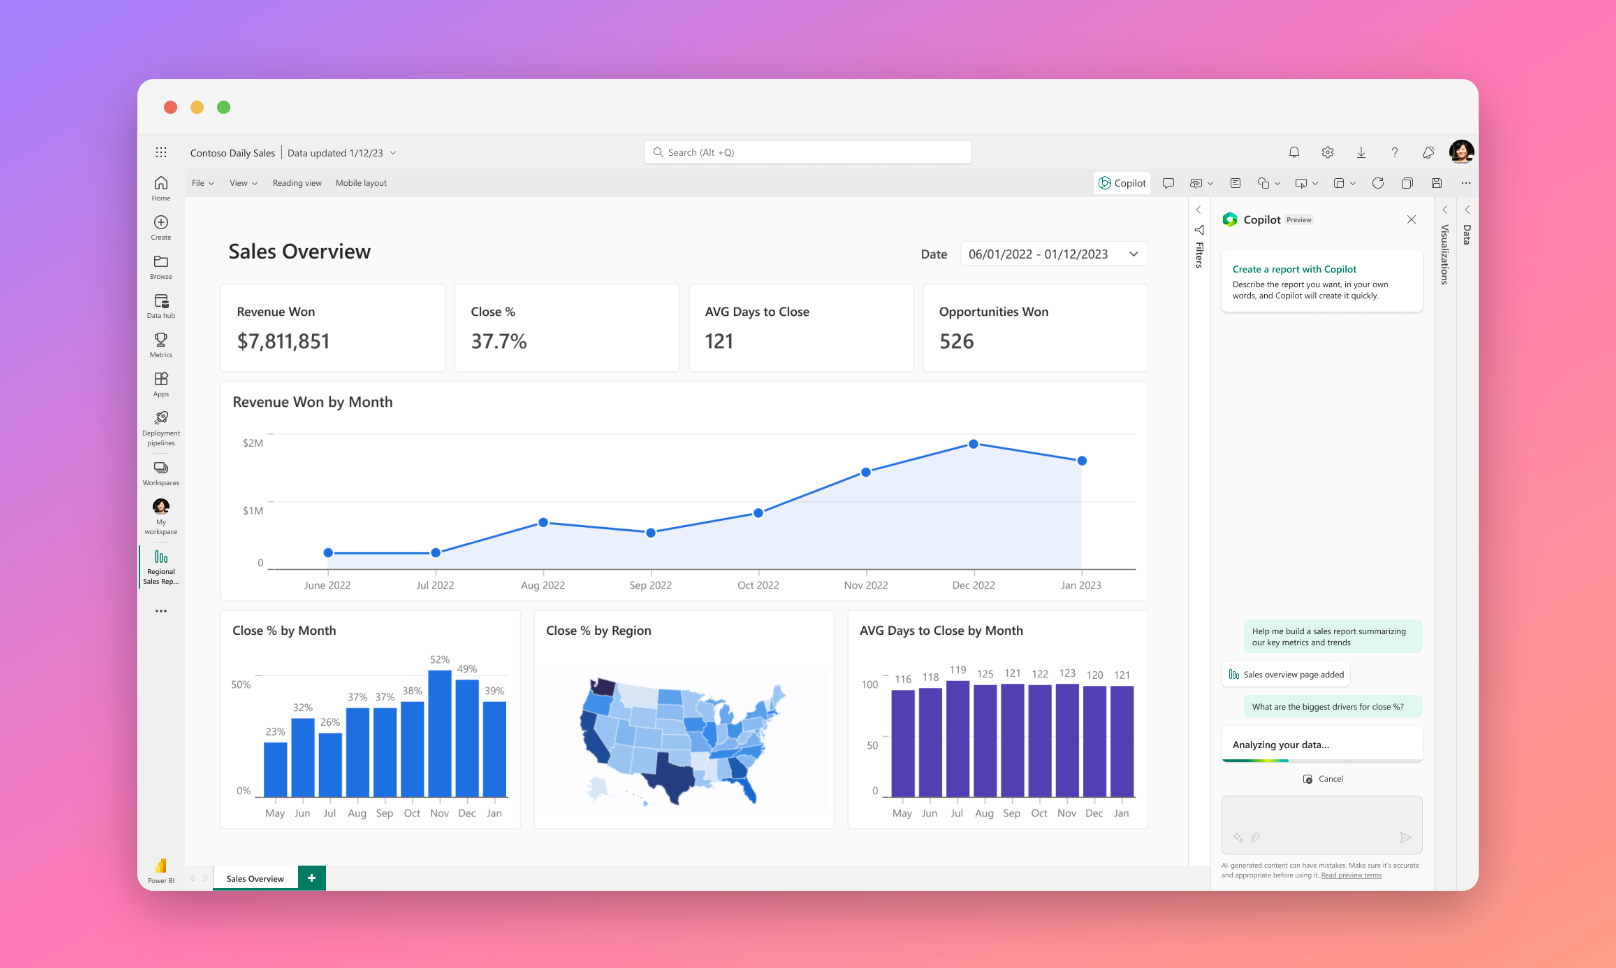 Contoso Daily Sales
Data updated 1/12/23
Search (Alt +Q)
?
File
View
Reading view
Mobile layout
Copilot
Home
Create
Browse
Data hub
Metrics
Apps
Deployment
pipelines
Workspaces
My
workspace
Regional
Sales Rep...
Power BI
Sales Overview
Date
06/01/2022 - 01/12/2023
Revenue Won
$7,811,851
Close %
37.7%
AVG Days to Close
121
Opportunities Won
526
Revenue Won by Month
$2M
$1M
0
June 2022
Jul 2022
Aug 2022
Sep 2022
Oct 2022
Nov 2022
Dec 2022
Jan 2023
Close % by Month
50%
0%
23%
32%
26%
37%
37%
38%
52%
49%
39%
May
Jun
Jul
Aug
Sep
Oct
Nov
Dec
Jan
Close % by Region
AVG Days to Close by Month
100
50
0
116
118
119
125
121
122
123
120
121
May
Jun
Jul
Aug
Sep
Oct
Nov
Dec
Jan
Sales Overview
+
Filters
Copilot
Preview
Create a report with Copilot
Describe the report you want, in your own
words, and Copilot will create it quickly.
Help me build a sales report summarizing
our key metrics and trends
Sales overview page added
What are the biggest drivers for close %?
Analyzing your data...
Cancel
AI-generated content can have mistakes. Make sure it's accurate
and appropriate before using it. Read preview terms
Visualizations
Data